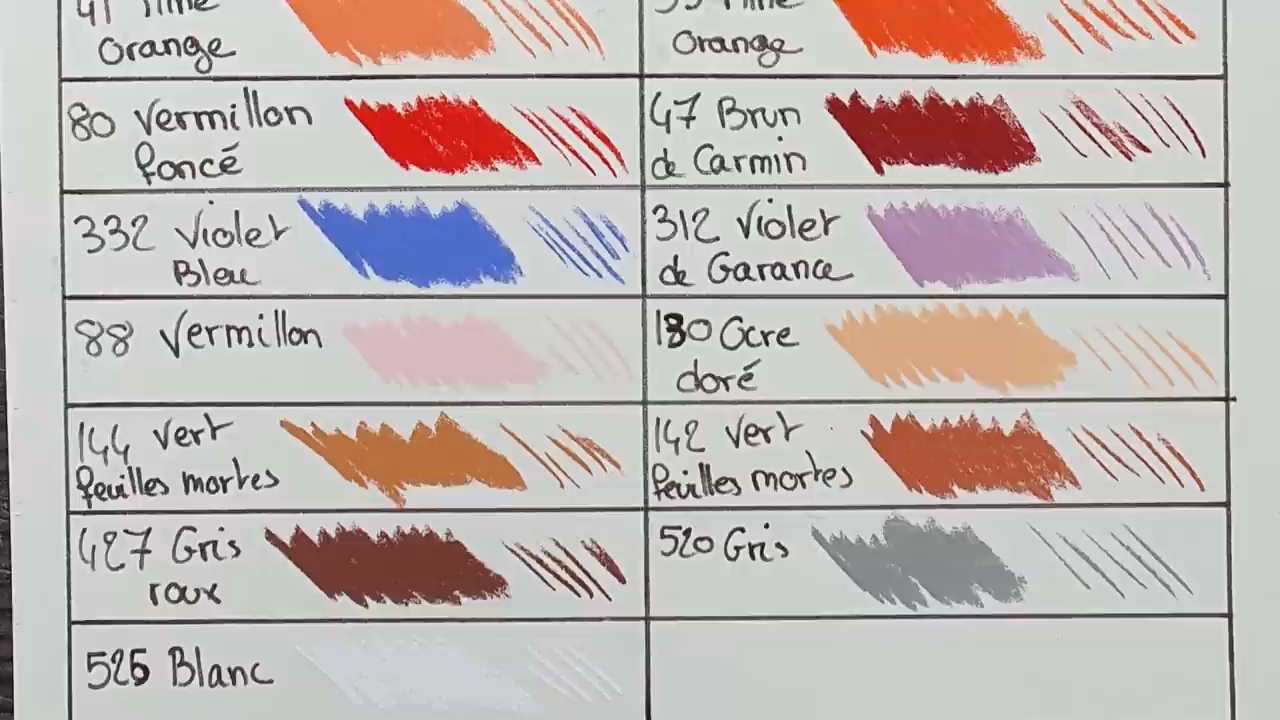 41
Orange
Orange
80 Vermillon
foncé
47 Brun
de Carmin
332 Violet
Bleu
312 Violet
de Garance
88 Vermillon
180 Ocre
doré
144 Vert
feuilles mortes
142 Vert
feuilles mortes
427 Gris
roux
520 Gris
525 Blanc